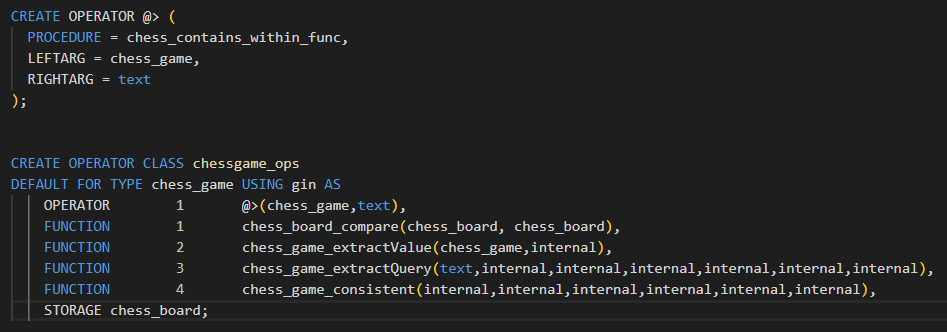 CREATE OPERATOR @> (
  PROCEDURE = chess_contains_within_func,
  LEFTARG = chess_game,
  RIGHTARG = text
);
CREATE OPERATOR CLASS chessgame_ops
DEFAULT FOR TYPE chess_game USING gin AS
    OPERATOR        1       @>(chess_game,text),
    FUNCTION        1       chess_board_compare(chess_board, chess_board),
    FUNCTION        2       chess_game_extractValue(chess_game,internal),
    FUNCTION        3       chess_game_extractQuery(text,internal,internal,internal,internal,internal,internal),
    FUNCTION        4       chess_game_consistent(internal,internal,internal,internal,internal,internal),
    STORAGE chess_board;